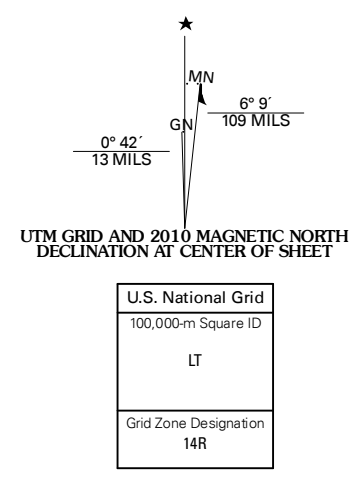 MN
6° 9´
109 MILS
GN
0° 42´
13 MILS
UTM GRID AND 2010 MAGNETIC NORTH
DECLINATION AT CENTER OF SHEET
U.S. National Grid
100,000-m Square ID
LT
Grid Zone Designation
14R